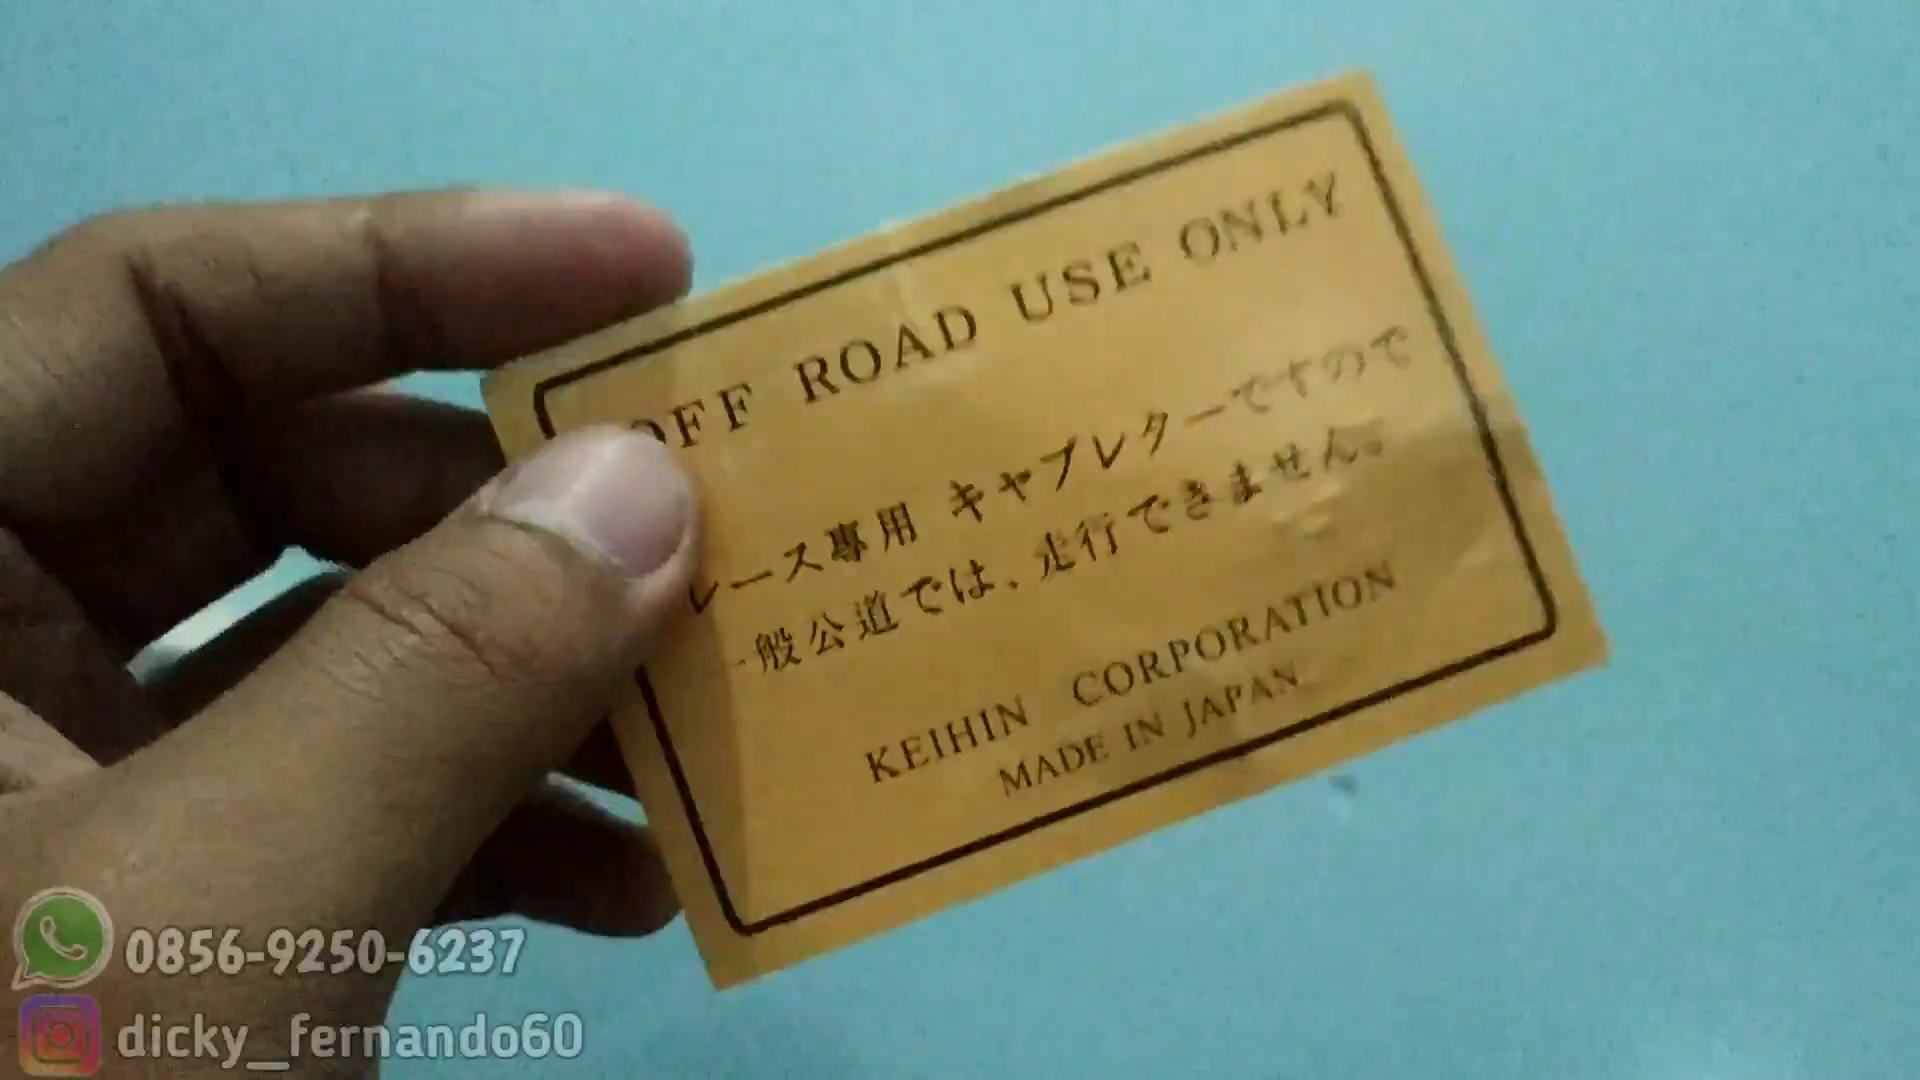 OFF ROAD USE ONLY
レース専用 キャブレターですので
一般公道では、走行できません。
KEIHIN CORPORATION
MADE IN JAPAN
0856-9250-6237
dicky_fernando60